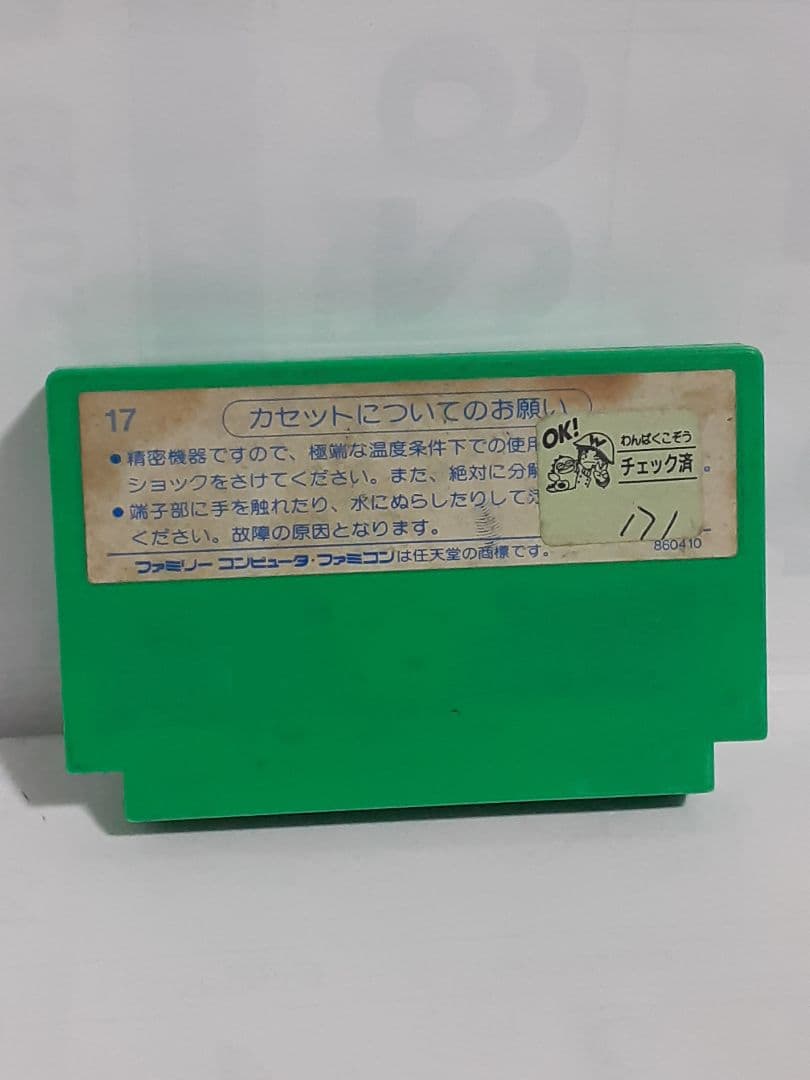 17
カセットについてのお願い
●精密機器ですので、極端な温度条件下での使用
ショックをさけてください。また、絶対に分解
。
●端子部に手を触れたり、水にぬらしたりして
ください。故障の原因となります。
ファミリー コンピュータ・ファミコンは任天堂の商標です。
OK!
わんぱくこぞう
チェック済
171
860410